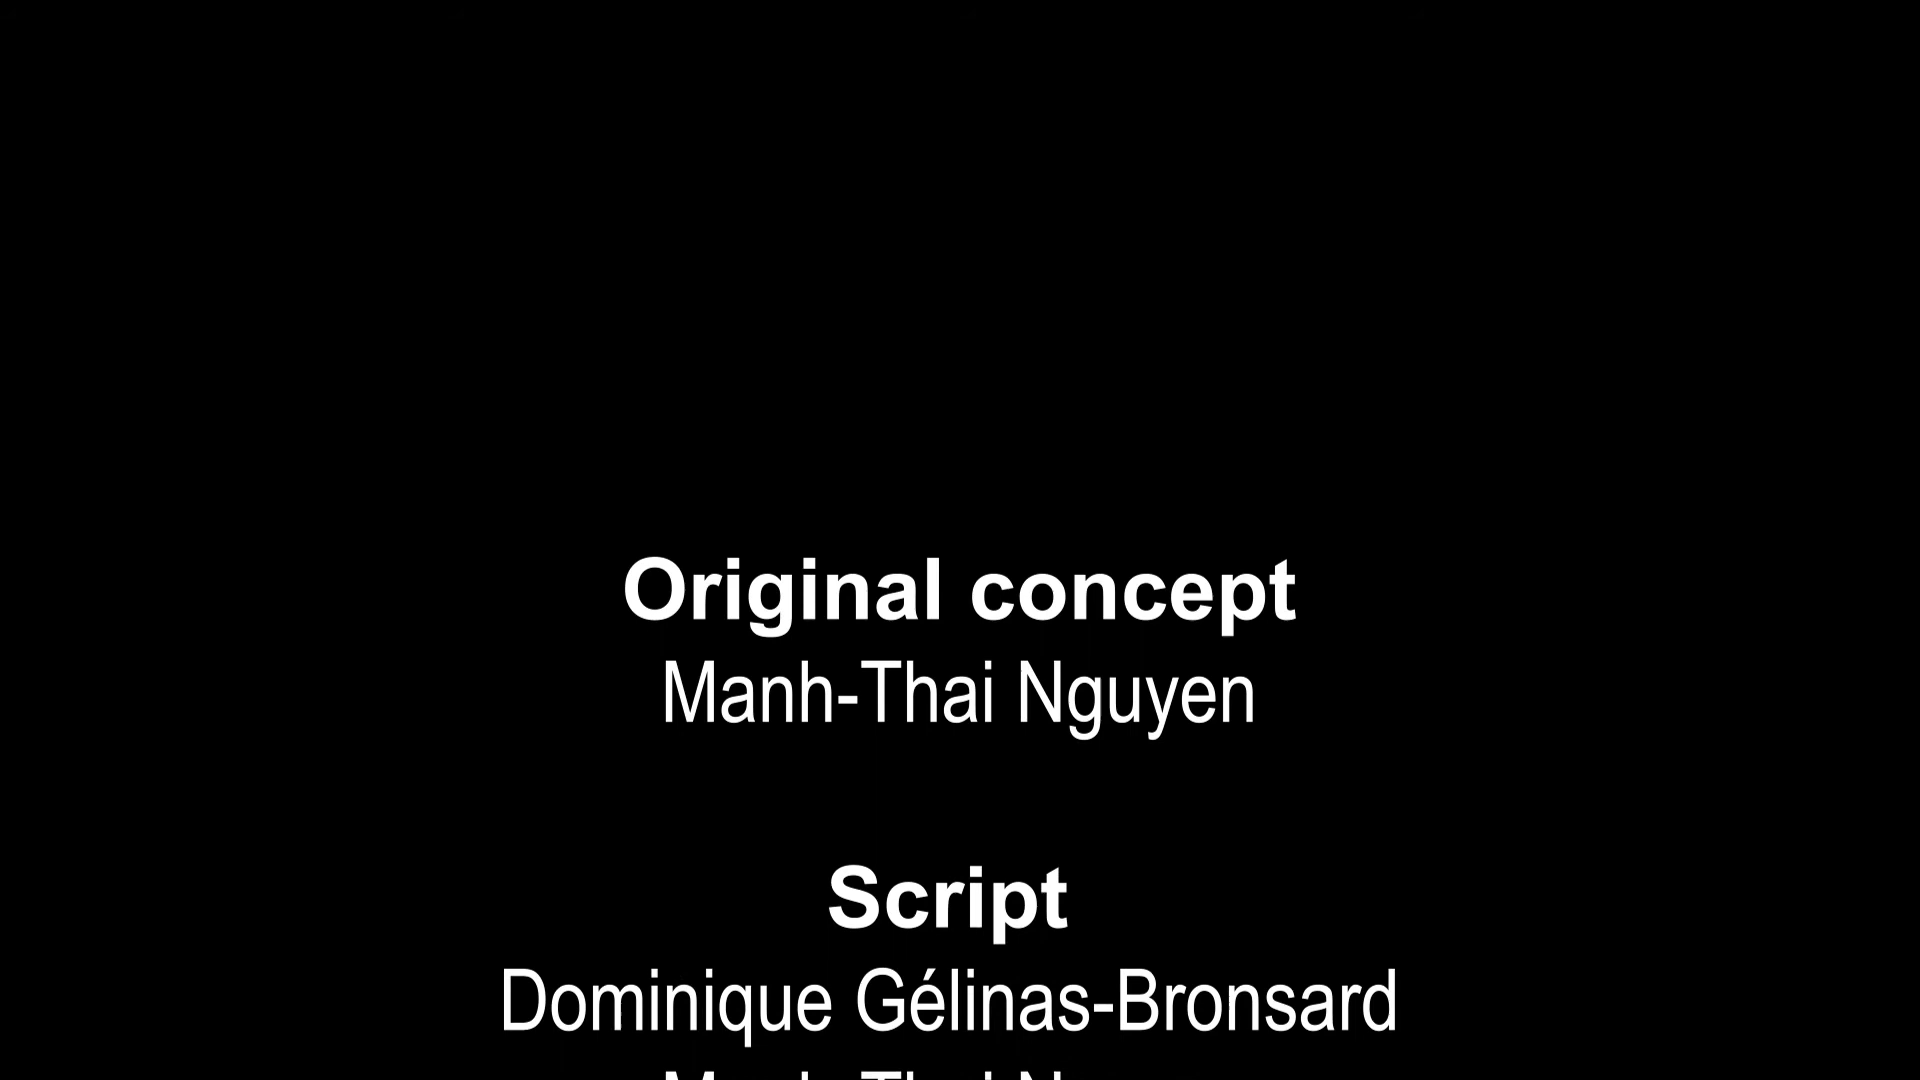 Original concept
Manh-Thai Nguyen
Script
Dominique Gélinas-Bronsard